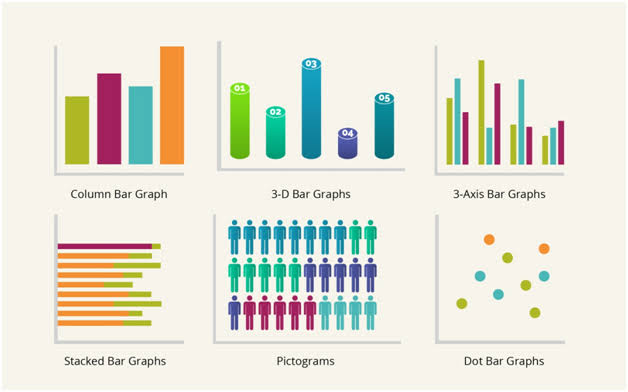 01
02
03
04
05
Column Bar Graph
3-D Bar Graphs
3-Axis Bar Graphs
Stacked Bar Graphs
Pictograms
Dot Bar Graphs